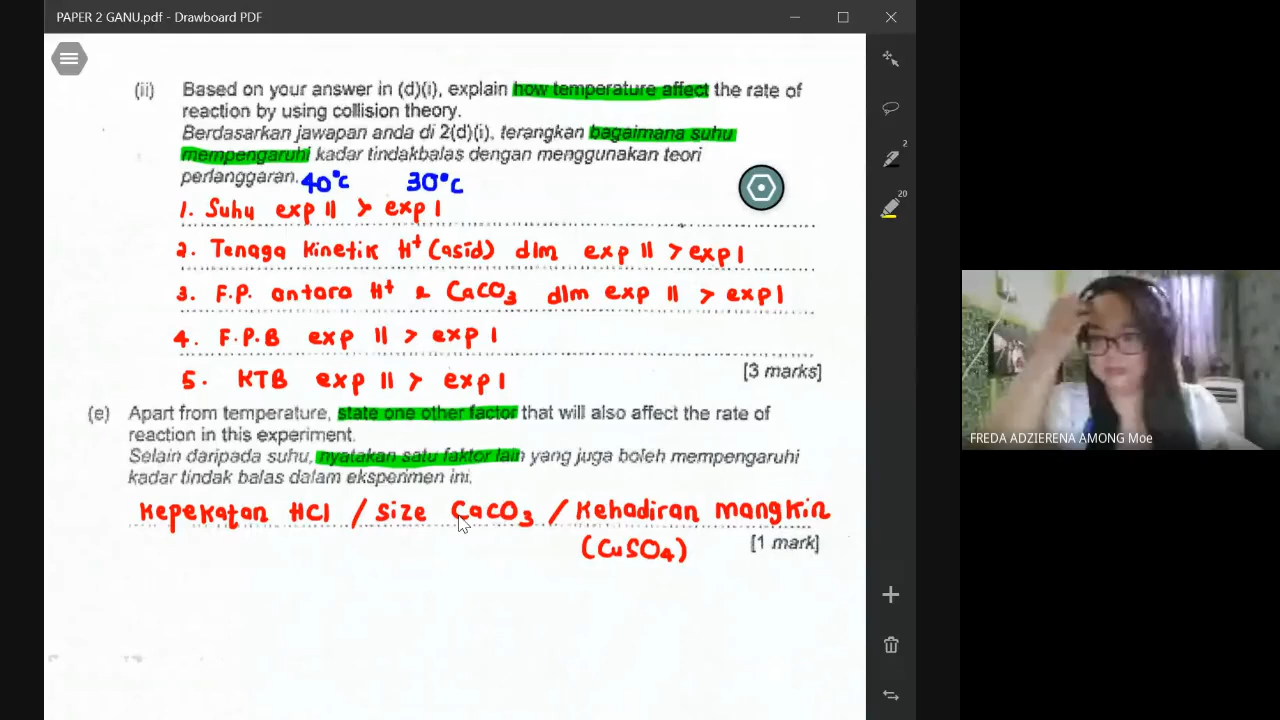 PAPER 2 GANU.pdf - Drawboard PDF
(ii) Based on your answer in (d)(i), explain how temperature affect the rate of
reaction by using collision theory.
Berdasarkan jawapan anda di 2(d)(i), terangkan bagaimana suhu
mempengaruhi kadar tindakbalas dengan menggunakan teori
perlanggaran. 40°C 30°C
1. Suhu exp II > exp I
2. Tenaga Kinetik H⁺ (asid) dlm exp II > exp I
3. F.P. antara H⁺ & CaCO₃ dlm exp II > exp I
4. F.P.B exp II > exp I
[3 marks]
5. KTB exp II > exp I
(e) Apart from temperature, state one other factor that will also affect the rate of
reaction in this experiment.
Selain daripada suhu, nyatakan satu faktor lain yang juga boleh mempengaruhi
kadar tindak balas dalam eksperimen ini.
Kepekatan HCl / size CaCO₃ / Kehadiran mangkin
(CuSO₄) [1 mark]
2
20
FREDA ADZIERENA AMONG Moe